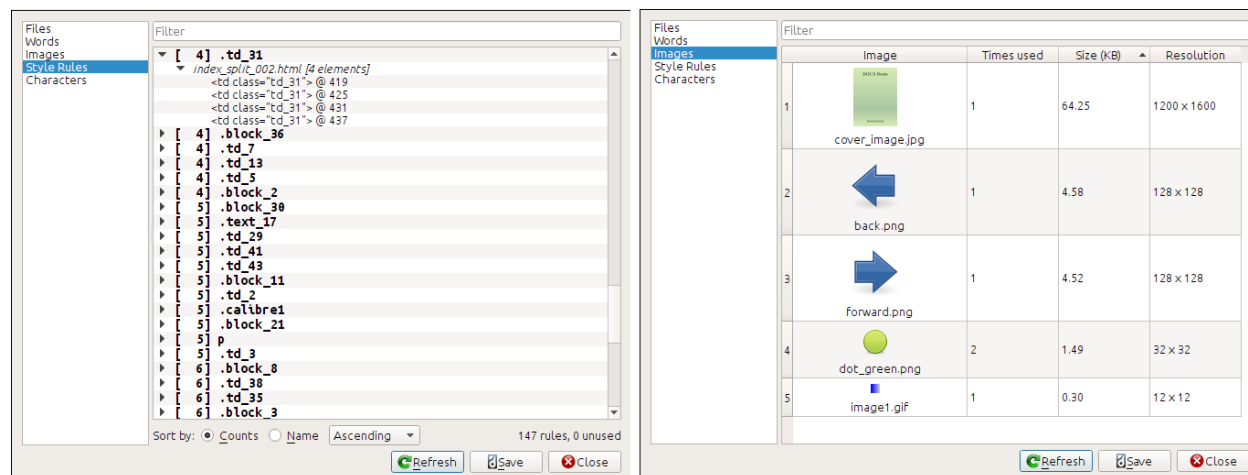 Files
Words
Images
Style Rules
Characters
Filter
[ 4] .td_31
index_split_002.html [4 elements]
<td class="td_31"> @ 419
<td class="td_31"> @ 425
<td class="td_31"> @ 431
<td class="td_31"> @ 437
[ 4] .block_36
[ 4] .td_7
[ 4] .td_13
[ 4] .td_5
[ 4] .block_2
[ 5] .block_30
[ 5] .text_17
[ 5] .td_29
[ 5] .td_41
[ 5] .td_43
[ 5] .block_11
[ 5] .td_2
[ 5] .calibre1
[ 5] .block_21
[ 5] p
[ 5] .td_3
[ 6] .block_8
[ 6] .td_38
[ 6] .td_35
[ 6] .block_3
Sort by: Counts Name Ascending 147 rules, 0 unused
Refresh Save Close
Files
Words
Images
Style Rules
Characters
Filter
Image Times used Size (KB) Resolution
DOCX Demo
1 1 64.25 1200 x 1600
cover_image.jpg
2 1 4.58 128 x 128
back.png
3 1 4.52 128 x 128
forward.png
4 2 1.49 32 x 32
dot_green.png
5 1 0.30 12 x 12
image1.gif
Refresh Save Close